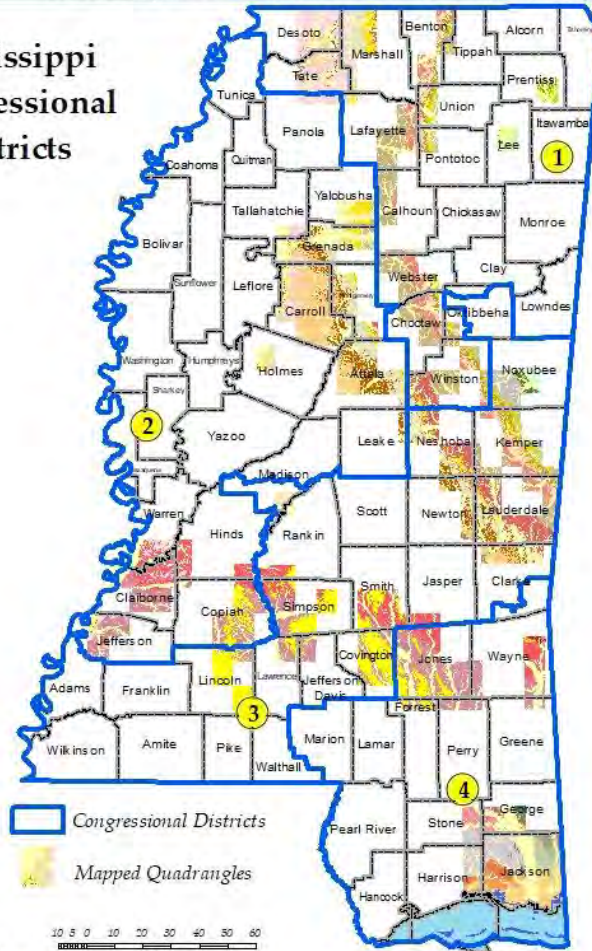 ssissippi
essional
tricts
Desoto
Marshall
Benton
Alcorn
Tippah
Tate
Prentiss
Tunica
Union
Panola
Lafayette
Itawamba
Lee
1
Coahoma
Quitman
Pontotoc
Yalobusha
Tallahatchie
Calhoun
Chickasaw
Monroe
Bolivar
Grenada
Sunflower
Leflore
Webster
Clay
Carroll
Montgomery
Lowndes
Choctaw
Oktibbeha
Washington
Humphreys
Holmes
Attala
Winston
Noxubee
Sharkey
2
Yazoo
Leake
Neshoba
Kemper
Madison
Warren
Scott
Newton
Lauderdale
Hinds
Rankin
Smith
Jasper
Clarke
Claiborne
Copiah
Simpson
Jefferson
Covington
Jones
Wayne
Lincoln
Lawrence
Jefferson
Davis
Adams
Franklin
Forrest
3
Wilkinson
Amite
Pike
Walthall
Marion
Lamar
Perry
Greene
4
George
Pearl River
Stone
Harrison
Jackson
Hancock
Congressional Districts
Mapped Quadrangles
10 5 0 10 20 30 40 50 60